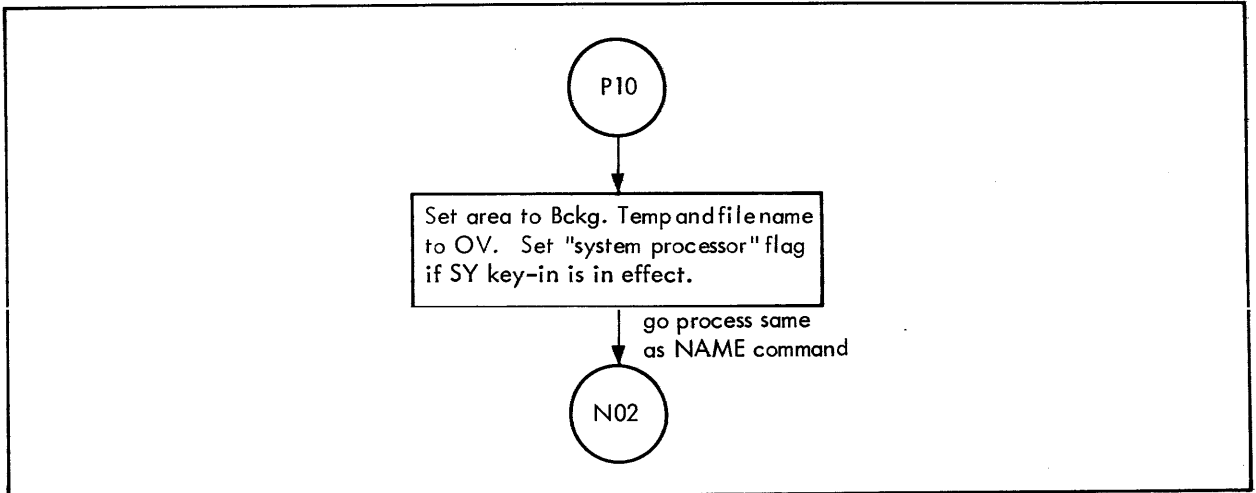 P10
Set area to Bckg. Temp and file name
to OV. Set "system processor" flag
if SY key-in is in effect.
go process same
as NAME command
N02